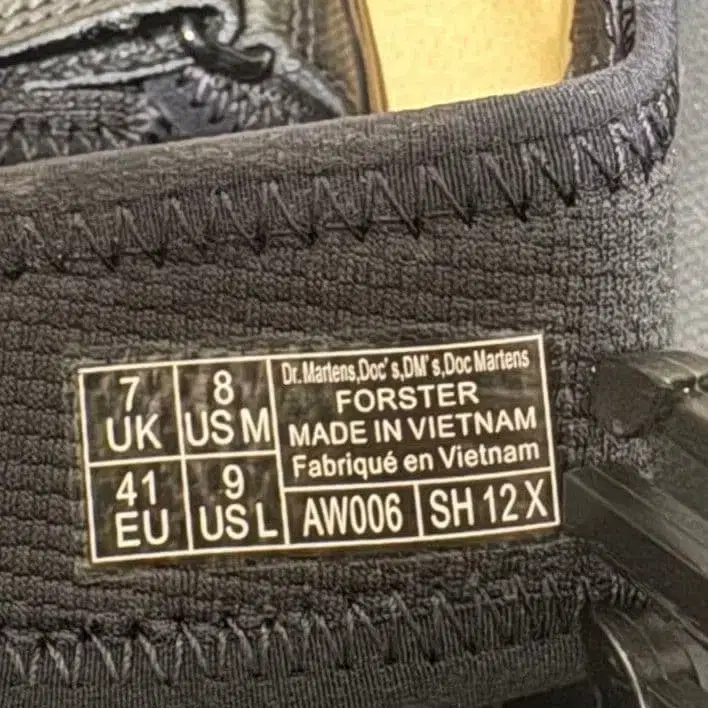 7
UK
8
US M
41
EU
9
US L
Dr. Martens,Doc's,DM's,Doc Martens
FORSTER
MADE IN VIETNAM
Fabriqué en Vietnam
AW006
SH 12 X